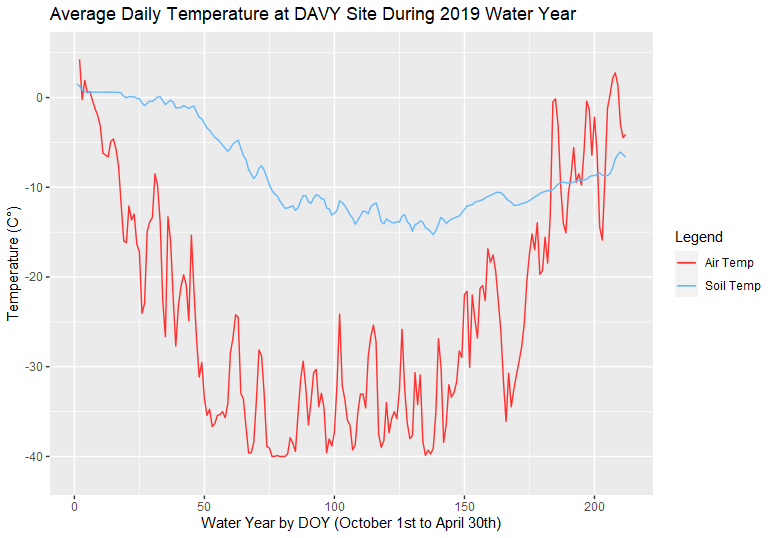 Average Daily Temperature at DAVY Site During 2019 Water Year
Temperature (C°)
0
-10
-20
-30
-40
0 50 100 150 200
Water Year by DOY (October 1st to April 30th)
Legend
Air Temp
Soil Temp